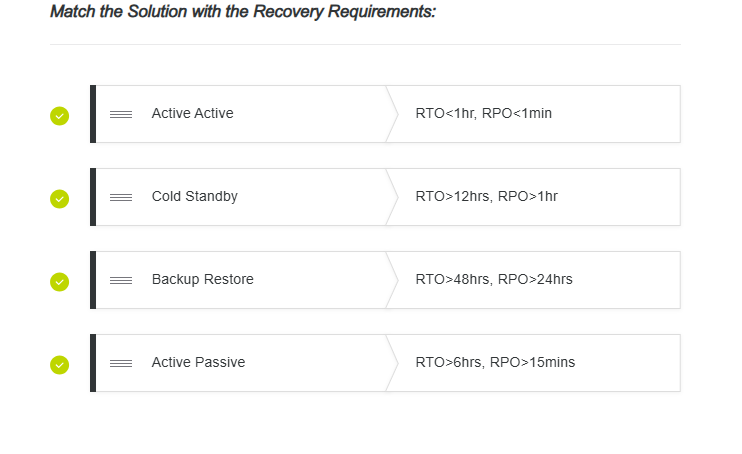 Match the Solution with the Recovery Requirements:
Active Active RTO<1hr, RPO<1min
Cold Standby RTO>12hrs, RPO>1hr
Backup Restore RTO>48hrs, RPO>24hrs
Active Passive RTO>6hrs, RPO>15mins